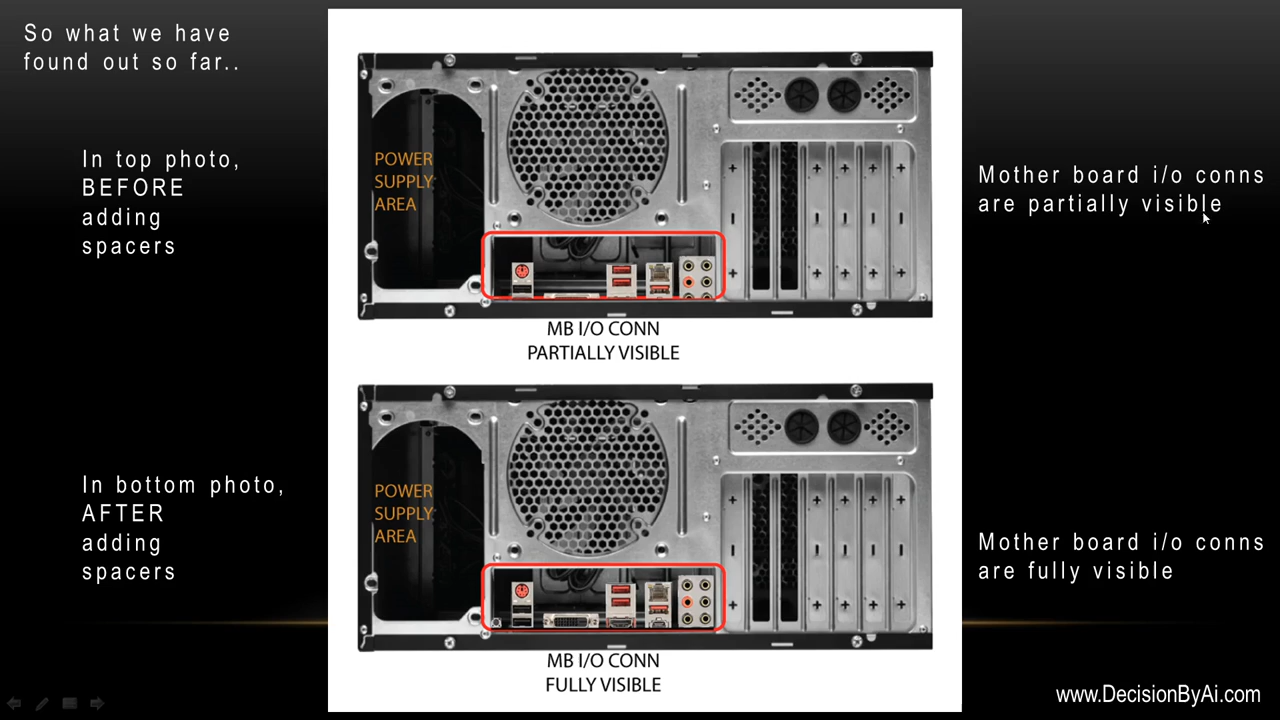 So what we have
found out so far..
In top photo,
BEFORE
adding
spacers
POWER
SUPPLY
AREA
Mother board i/o conns
are partially visible
MB I/O CONN
PARTIALLY VISIBLE
In bottom photo,
AFTER
adding
spacers
POWER
SUPPLY
AREA
Mother board i/o conns
are fully visible
MB I/O CONN
FULLY VISIBLE
www.DecisionByAi.com